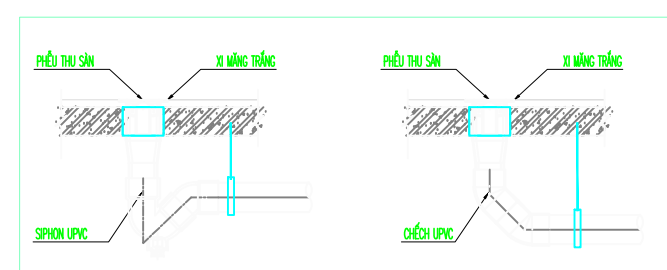 PHỄU THU SÀN
XI MĂNG TRẮNG
PHỄU THU SÀN
XI MĂNG TRẮNG
SIPHON UPVC
CHẾCH UPVC